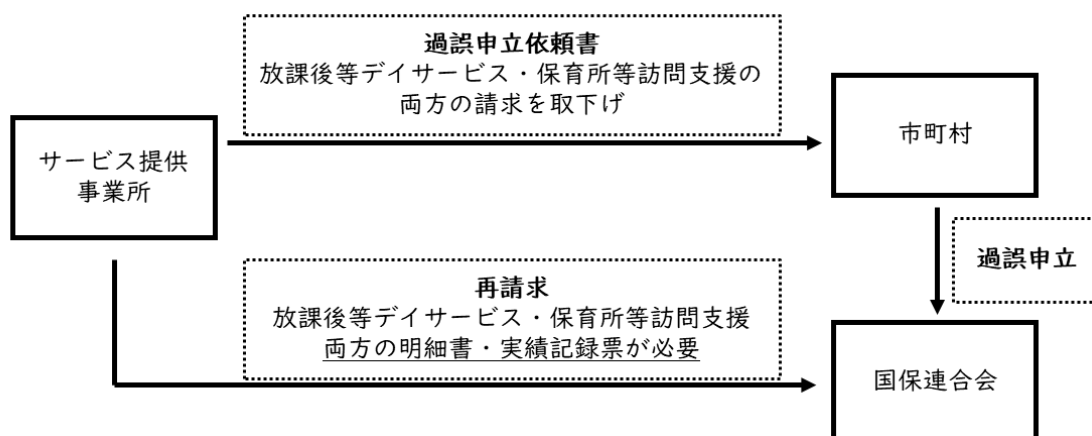 過誤申立依頼書
放課後等デイサービス・保育所等訪問支援の
両方の請求を取下げ
サービス提供
事業所
市町村
過誤申立
再請求
放課後等デイサービス・保育所等訪問支援
両方の明細書・実績記録票が必要
国保連合会